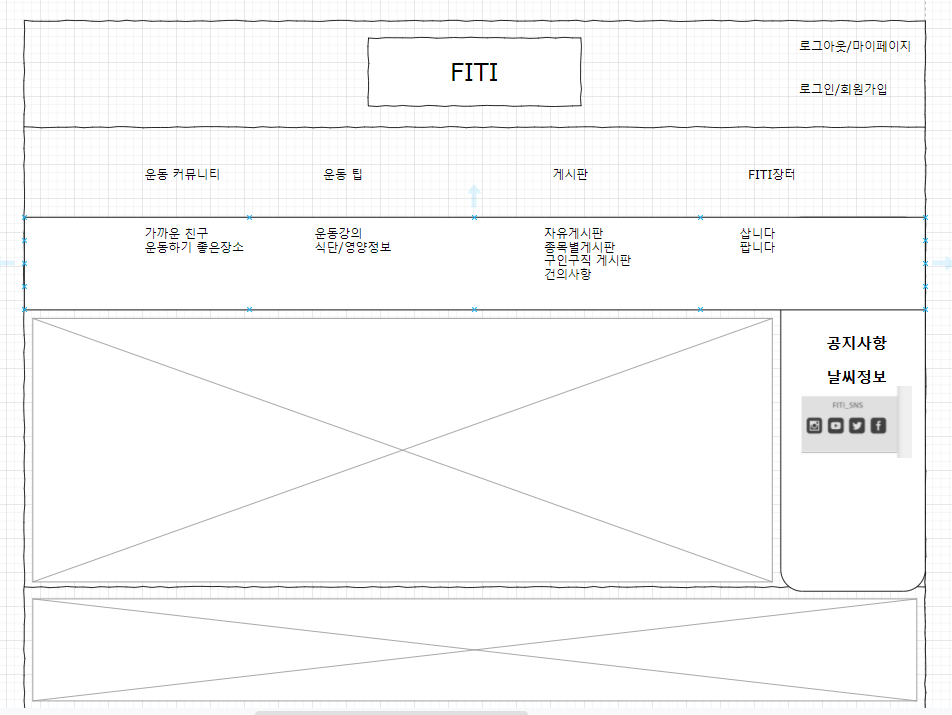 FITI
로그아웃/마이페이지
로그인/회원가입
운동 커뮤니티
운동 팁
게시판
FITI장터
가까운 친구
운동하기 좋은장소
운동강의
식단/영양정보
자유게시판
종목별게시판
구인구직 게시판
건의사항
삽니다
팝니다
공지사항
날씨정보
FITI_SNS